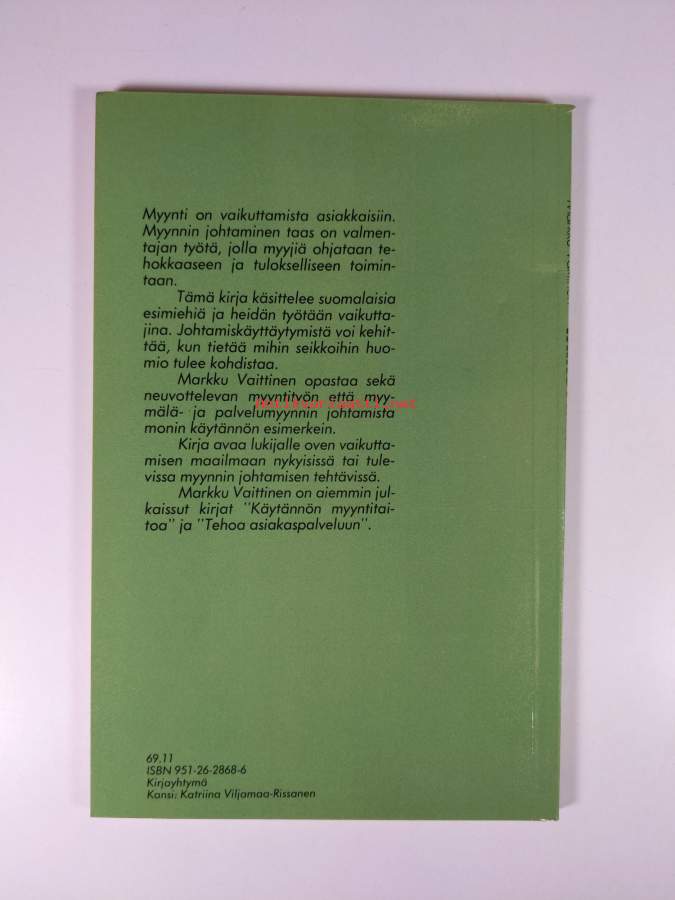 Myynti on vaikuttamista asiakkaisiin.
Myynnin johtaminen taas on valmen-
tajan työtä, jolla myyjiä ohjataan te-
hokkaaseen ja tulokselliseen toimin-
taan.
Tämä kirja käsittelee suomalaisia
esimiehiä ja heidän työtään vaikutta-
jina. Johtamiskäyttäytymistä voi kehit-
tää, kun tietää mihin seikkoihin huo-
mio tulee kohdistaa.
Markku Vaittinen opastaa sekä
neuvottelevan myyntityön että myy-
mälä- ja palvelumyynnin johtamista
monin käytännön esimerkein.
Kirja avaa lukijalle oven vaikutta-
misen maailmaan nykyisissä tai tule-
vissa myynnin johtamisen tehtävissä.
Markku Vaittinen on aiemmin jul-
kaissut kirjat "Käytännön myyntitai-
toa" ja "Tehoa asiakaspalveluun".
69.11
ISBN 951-26-2868-6
Kirjayhtymä
Kansi: Katriina Viljamaa-Rissanen